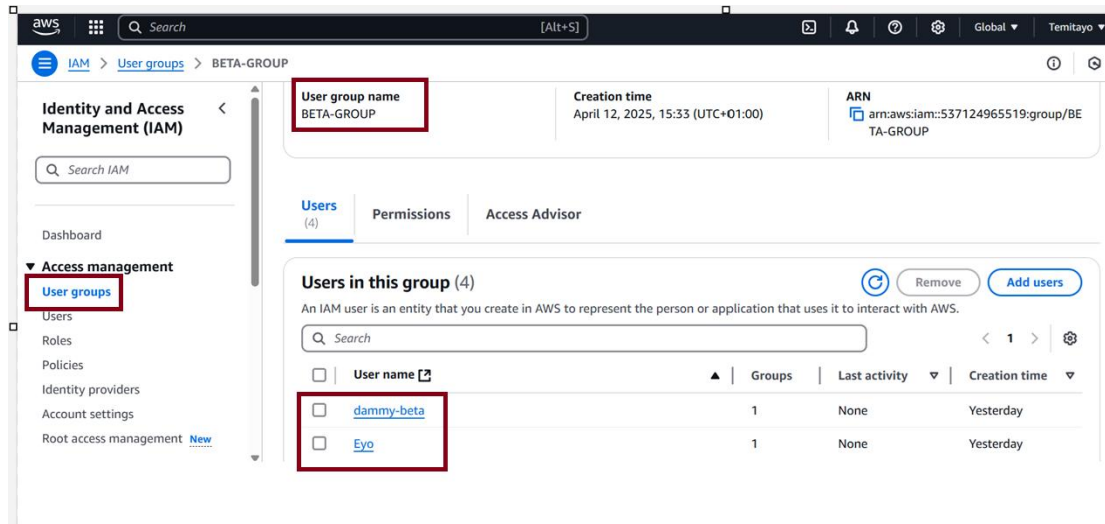 aws Search [Alt+S] Global Temitayo
IAM > User groups > BETA-GROUP
Identity and Access
Management (IAM)
Search IAM
Dashboard
Access management
User groups
Users
Roles
Policies
Identity providers
Account settings
Root access management New
User group name
BETA-GROUP
Creation time
April 12, 2025, 15:33 (UTC+01:00)
ARN
arn:aws:iam::537124965519:group/BE
TA-GROUP
Users
(4)
Permissions
Access Advisor
Users in this group (4)
Remove
Add users
An IAM user is an entity that you create in AWS to represent the person or application that uses it to interact with AWS.
Search
< 1 >
User name Groups Last activity Creation time
dammy-beta 1 None Yesterday
Eyo 1 None Yesterday